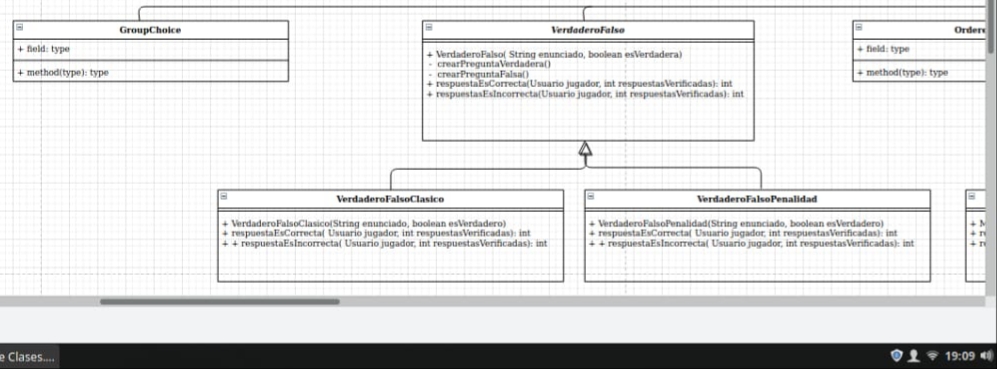 GroupChoice
+ field: type
+ method(type): type
VerdaderoFalso
+ VerdaderoFalso( String enunciado, boolean esVerdadera)
- crearPreguntaVerdadera()
- crearPreguntaFalsa()
+ respuestaEsCorrecta(Usuario jugador, int respuestasVerificadas): int
+ respuestasEsIncorrecta(Usuario jugador, int respuestasVerificadas): int
+ field: type
+ method(type): type
VerdaderoFalsoClasico
+ VerdaderoFalsoClasico(String enunciado, boolean esVerdadero)
+ respuestaEsCorrecta( Usuario jugador, int respuestasVerificadas): int
+ + respuestaEsIncorrecta( Usuario jugador, int respuestasVerificadas): int
VerdaderoFalsoPenalidad
+ VerdaderoFalsoPenalidad(String enunciado, boolean esVerdadero)
+ respuestaEsCorrecta( Usuario jugador, int respuestasVerificadas): int
+ + respuestaEsIncorrecta( Usuario jugador, int respuestasVerificadas): int
e Clases....
19:09